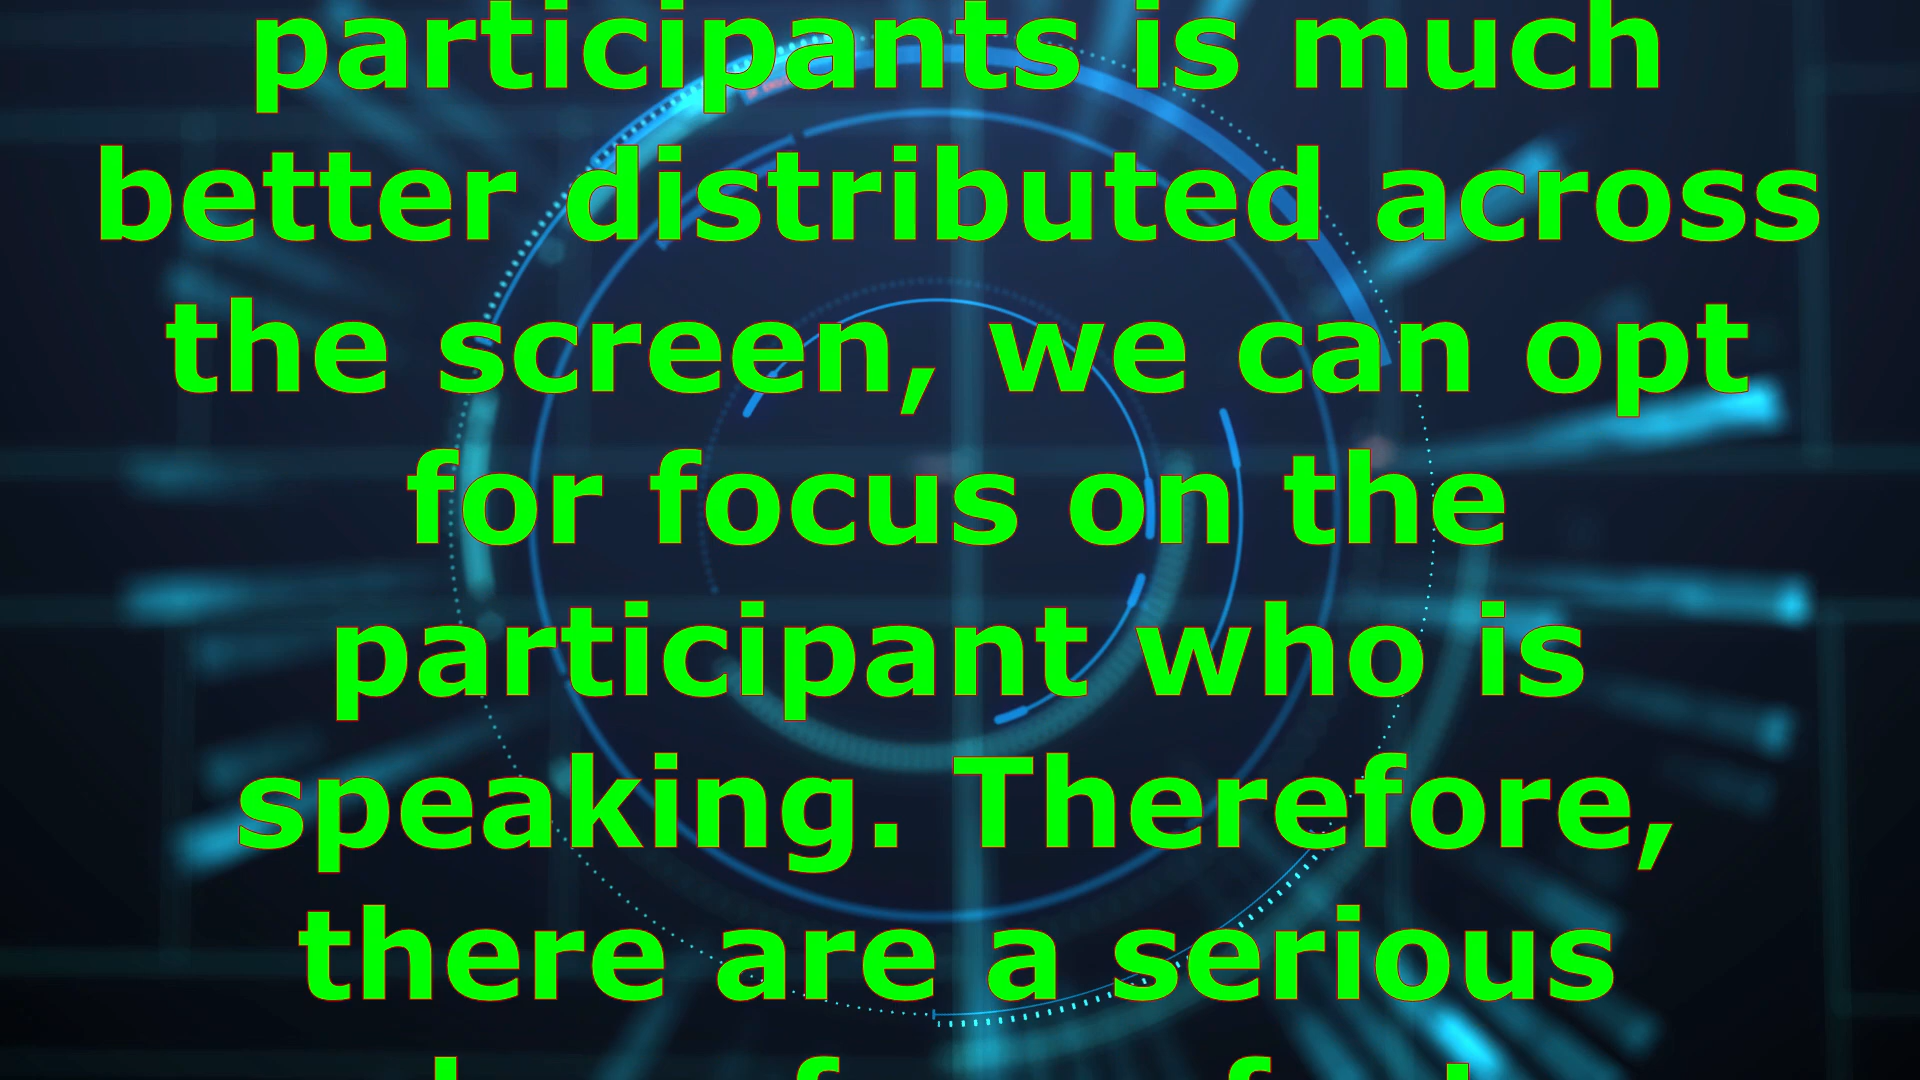 participants is much
better distributed across
the screen, we can opt
for focus on the
participant who is
speaking. Therefore,
there are a serious